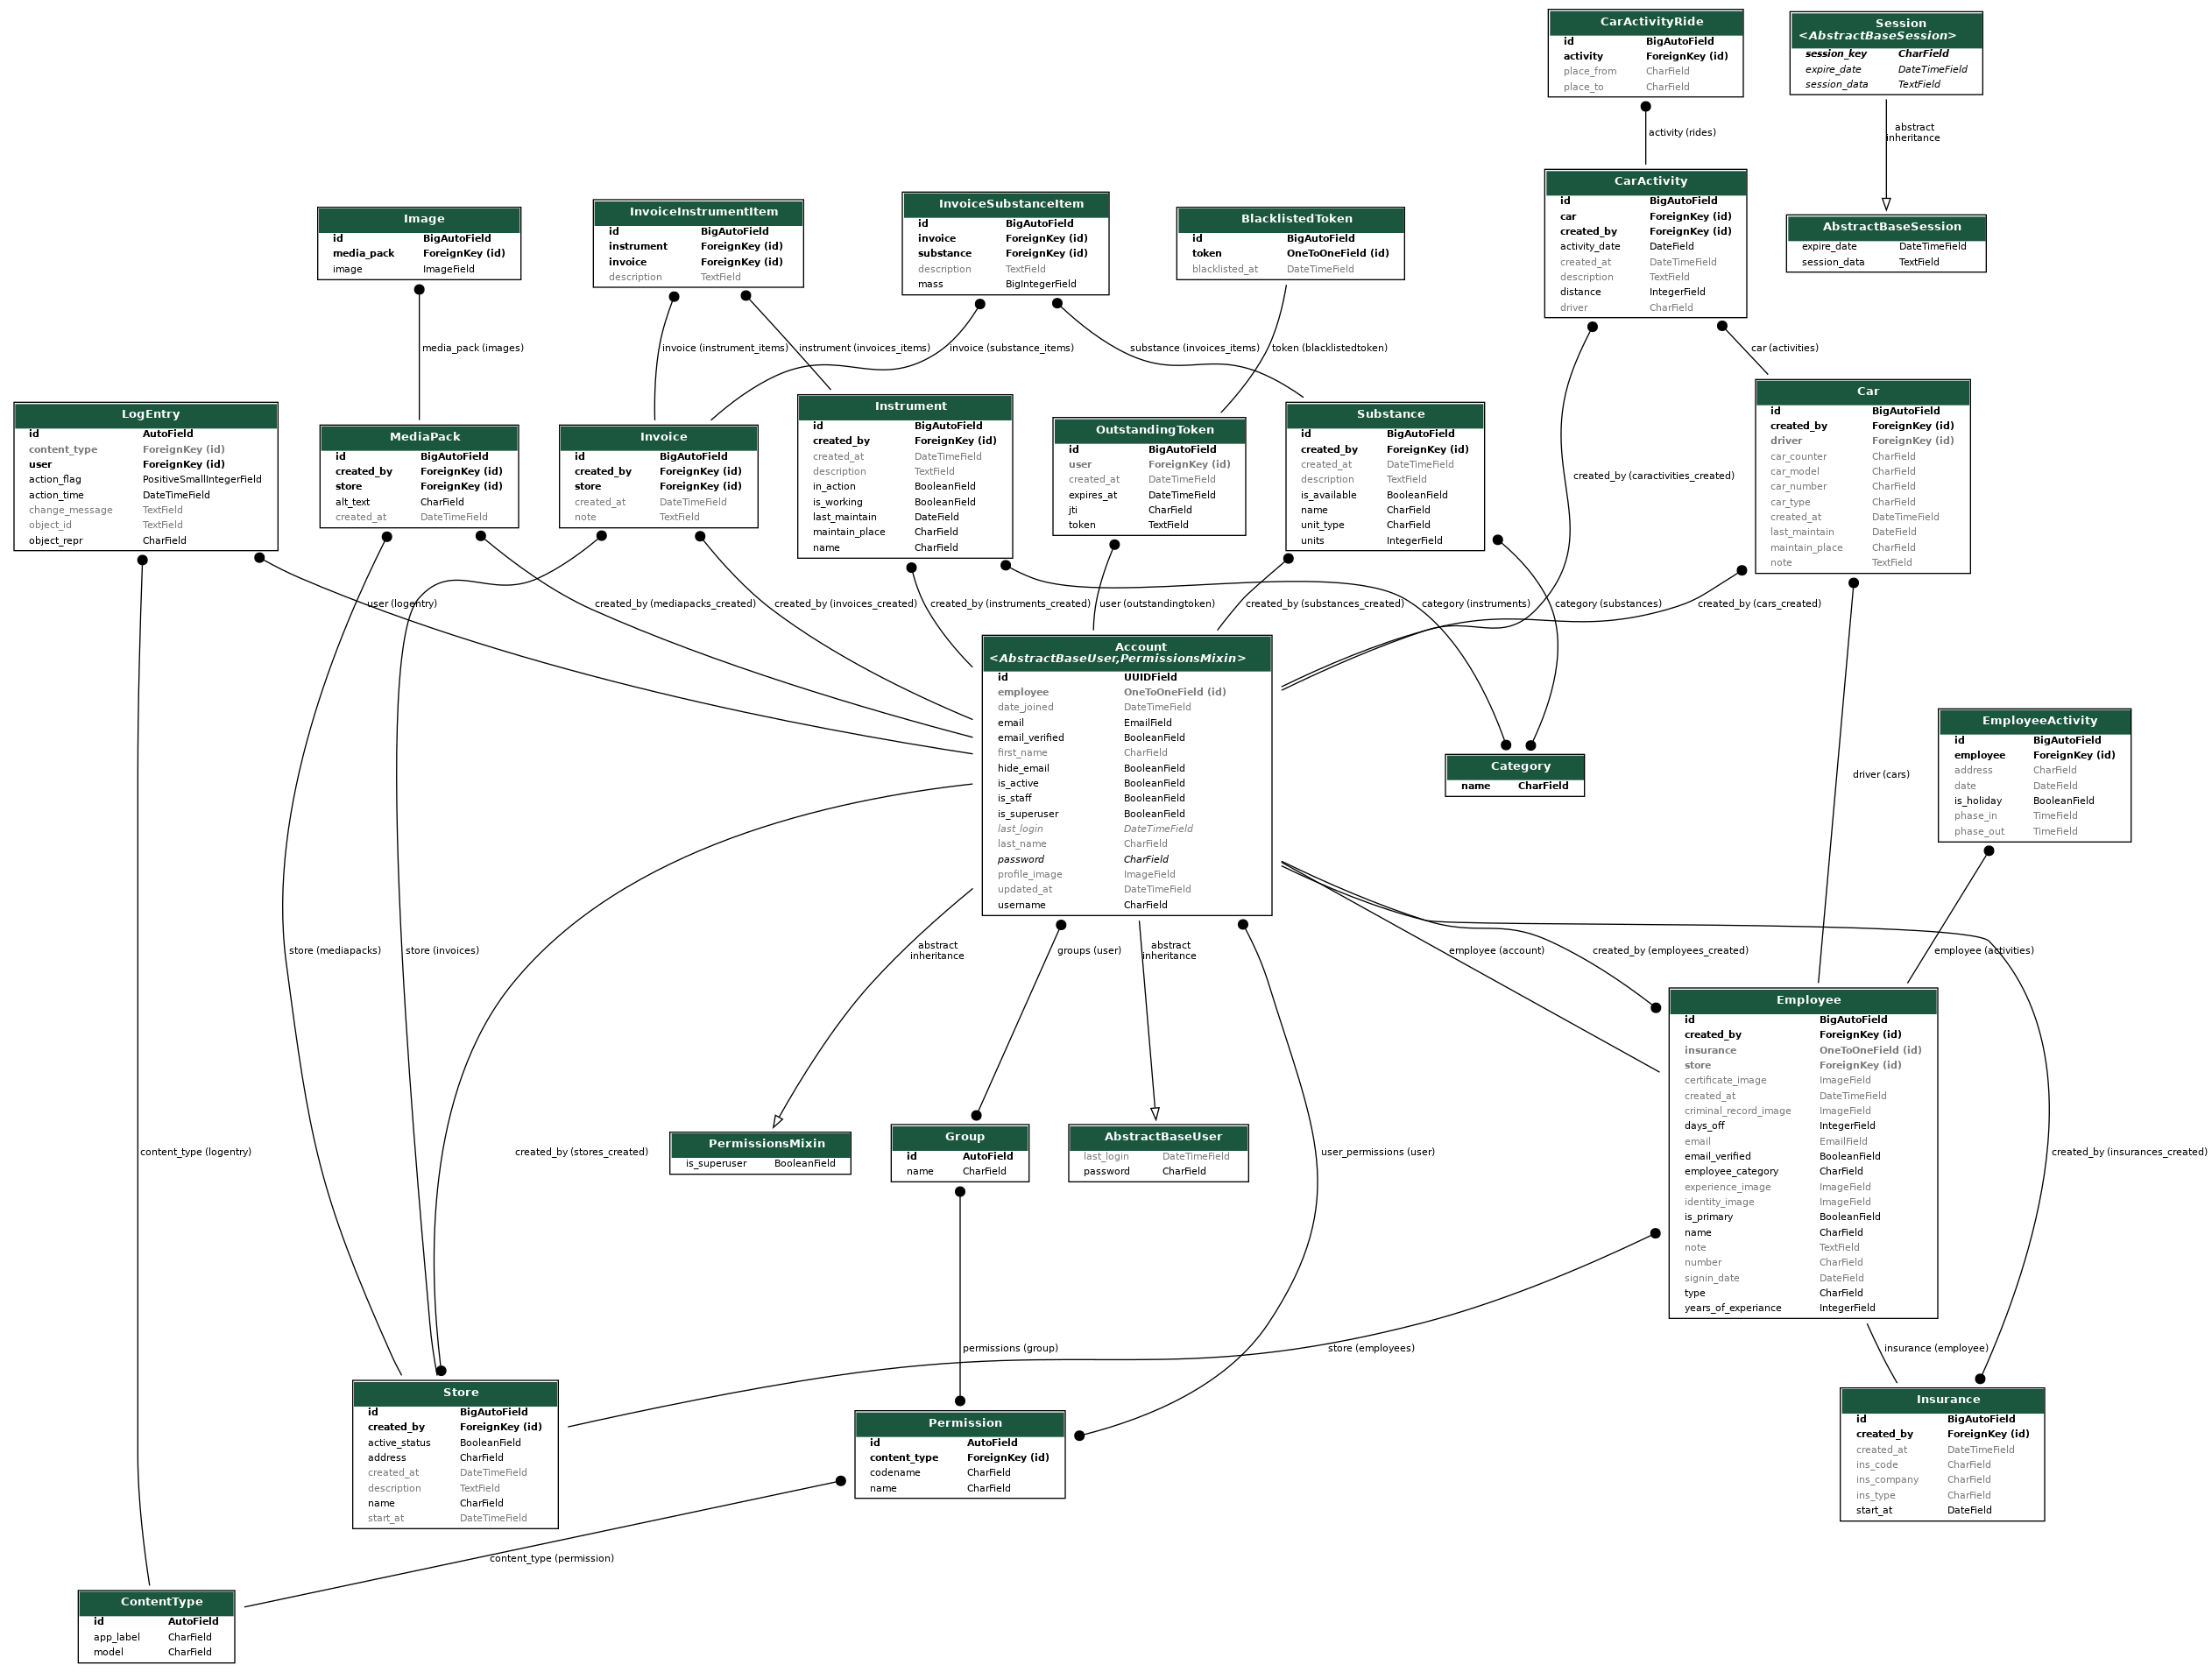 CarActivityRide
id BigAutoField
activity ForeignKey (id)
place_from CharField
place_to CharField
Session
<AbstractBaseSession>
session_key CharField
expire_date DateTimeField
session_data TextField
activity (rides)
abstract
inheritance
CarActivity
id BigAutoField
car ForeignKey (id)
created_by ForeignKey (id)
activity_date DateField
created_at DateTimeField
description TextField
distance IntegerField
driver CharField
AbstractBaseSession
expire_date DateTimeField
session_data TextField
Image
id BigAutoField
media_pack ForeignKey (id)
image ImageField
InvoiceInstrumentItem
id BigAutoField
instrument ForeignKey (id)
invoice ForeignKey (id)
description TextField
InvoiceSubstanceItem
id BigAutoField
invoice ForeignKey (id)
substance ForeignKey (id)
description TextField
mass BigIntegerField
BlacklistedToken
id BigAutoField
token OneToOneField (id)
blacklisted_at DateTimeField
media_pack (images)
invoice (instrument_items)
instrument (invoices_items)
invoice (substance_items)
substance (invoices_items)
token (blacklistedtoken)
car (activities)
LogEntry
id AutoField
content_type ForeignKey (id)
user ForeignKey (id)
action_flag PositiveSmallIntegerField
action_time DateTimeField
change_message TextField
object_id TextField
object_repr CharField
MediaPack
id BigAutoField
created_by ForeignKey (id)
store ForeignKey (id)
alt_text CharField
created_at DateTimeField
Invoice
id BigAutoField
created_by ForeignKey (id)
store ForeignKey (id)
created_at DateTimeField
note TextField
Instrument
id BigAutoField
created_by ForeignKey (id)
created_at DateTimeField
description TextField
in_action BooleanField
is_working BooleanField
last_maintain DateField
maintain_place CharField
name CharField
OutstandingToken
id BigAutoField
user ForeignKey (id)
created_at DateTimeField
expires_at DateTimeField
jti CharField
token TextField
Substance
id BigAutoField
created_by ForeignKey (id)
created_at DateTimeField
description TextField
is_available BooleanField
name CharField
unit_type CharField
units IntegerField
created_by (caractivities_created)
Car
id BigAutoField
created_by ForeignKey (id)
driver ForeignKey (id)
car_counter CharField
car_model CharField
car_number CharField
car_type CharField
created_at DateTimeField
last_maintain DateField
maintain_place CharField
note TextField
user (logentry)
created_by (mediapacks_created)
created_by (invoices_created)
created_by (instruments_created)
user (outstandingtoken)
created_by (substances_created)
category (instruments)
category (substances)
created_by (cars_created)
Account
<AbstractBaseUser,PermissionsMixin>
id UUIDField
employee OneToOneField (id)
date_joined DateTimeField
email EmailField
email_verified BooleanField
first_name CharField
hide_email BooleanField
is_active BooleanField
is_staff BooleanField
is_superuser BooleanField
last_login DateTimeField
last_name CharField
password CharField
profile_image ImageField
updated_at DateTimeField
username CharField
Category
name CharField
driver (cars)
EmployeeActivity
id BigAutoField
employee ForeignKey (id)
address CharField
date DateField
is_holiday BooleanField
phase_in TimeField
phase_out TimeField
store (mediapacks)
store (invoices)
abstract
inheritance
groups (user)
abstract
inheritance
employee (account)
created_by (employees_created)
employee (activities)
Employee
id BigAutoField
created_by ForeignKey (id)
insurance OneToOneField (id)
store ForeignKey (id)
certificate_image ImageField
created_at DateTimeField
criminal_record_image ImageField
days_off IntegerField
email EmailField
email_verified BooleanField
employee_category CharField
experience_image ImageField
identity_image ImageField
is_primary BooleanField
name CharField
note TextField
number CharField
signin_date DateField
type CharField
years_of_experiance IntegerField
content_type (logentry)
created_by (stores_created)
PermissionsMixin
is_superuser BooleanField
Group
id AutoField
name CharField
AbstractBaseUser
last_login DateTimeField
password CharField
user_permissions (user)
created_by (insurances_created)
permissions (group)
store (employees)
insurance (employee)
Store
id BigAutoField
created_by ForeignKey (id)
active_status BooleanField
address CharField
created_at DateTimeField
description TextField
name CharField
start_at DateTimeField
Permission
id AutoField
content_type ForeignKey (id)
codename CharField
name CharField
Insurance
id BigAutoField
created_by ForeignKey (id)
created_at DateTimeField
ins_code CharField
ins_company CharField
ins_type CharField
start_at DateField
content_type (permission)
ContentType
id AutoField
app_label CharField
model CharField